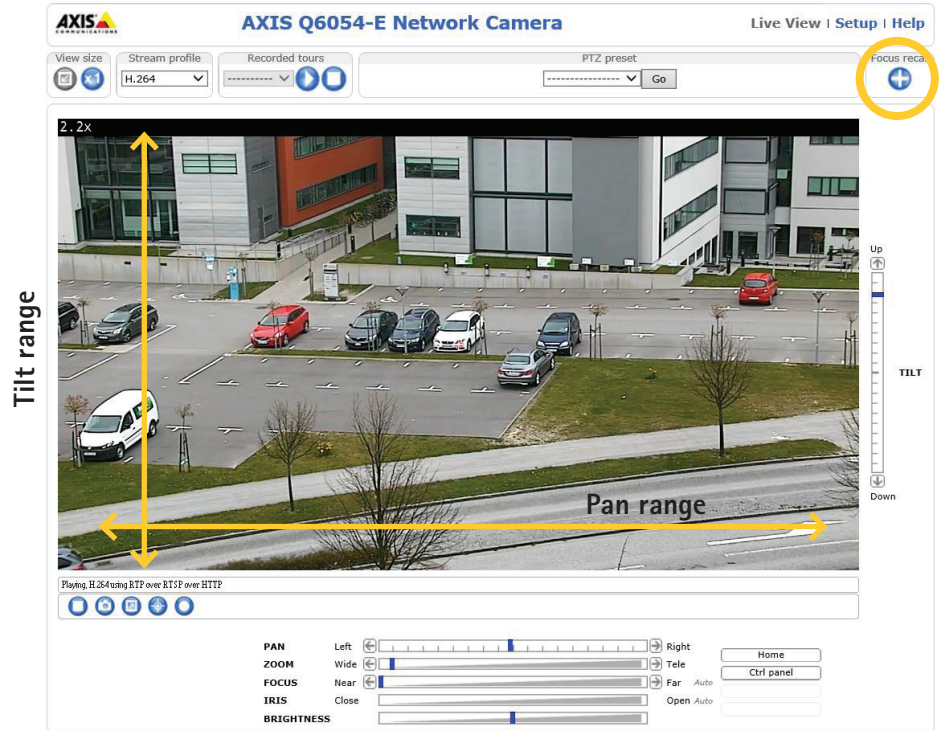 AXIS
COMMUNICATIONS
AXIS Q6054-E Network Camera
Live View | Setup | Help
View size
Stream profile
Recorded tours
PTZ preset
Focus reca
x1
H.264
----------
----------------
Go
2.2x
Up
Tilt range
TILT
Pan range
Down
Playing, H.264 using RTP over RTSP over HTTP
PAN Left Right
Home
ZOOM Wide Tele
Ctrl panel
FOCUS Near Far Auto
IRIS Close Open Auto
BRIGHTNESS